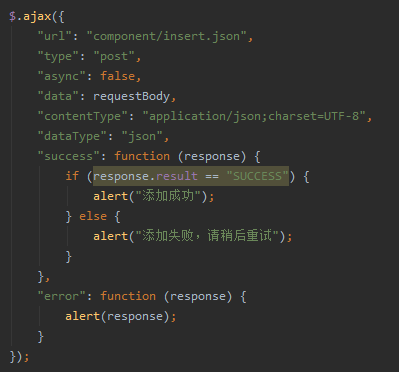 $.ajax({
    "url": "component/insert.json",
    "type": "post",
    "async": false,
    "data": requestBody,
    "contentType": "application/json;charset=UTF-8",
    "dataType": "json",
    "success": function (response) {
        if (response.result == "SUCCESS") {
            alert("添加成功");
        } else {
            alert("添加失败，请稍后重试");
        }
    },
    "error": function (response) {
        alert(response);
    }
});